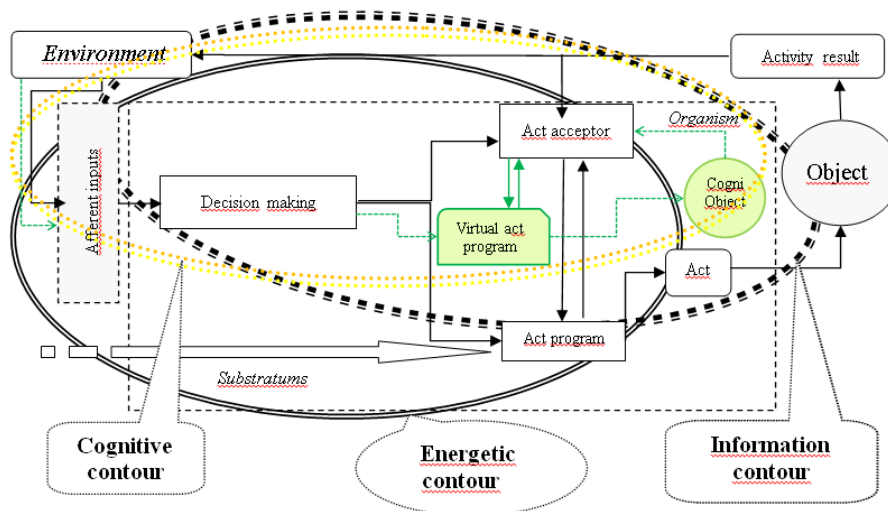 Environment
Activity result
Organism
Act acceptor
Afferent inputs
Decision making
Cogni
Object
Object
Virtual act
program
Act
Act program
Substratums
Cognitive
contour
Energetic
contour
Information
contour